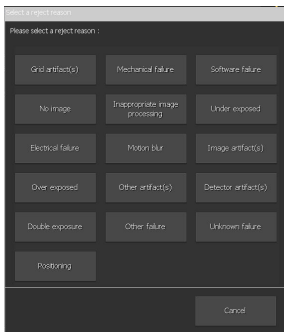 Select a reject reason
Please select a reject reason :
Grid artifact(s)
Mechanical failure
Software failure
No image
Inappropriate image
processing
Under exposed
Electrical failure
Motion blur
Image artifact(s)
Over exposed
Other artifact(s)
Detector artifact(s)
Double exposure
Other failure
Unknown failure
Positioning
Cancel